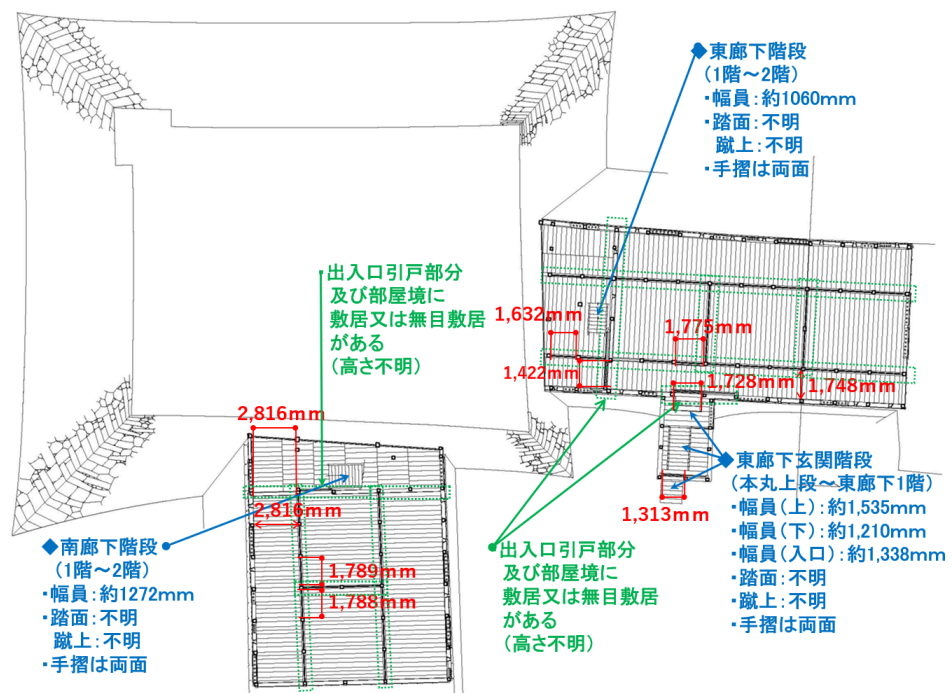 ◆東廊下階段
(1階～2階)
・幅員：約1060mm
・踏面：不明
蹴上：不明
・手摺は両面
出入口引戸部分
及び部屋境に
敷居又は無目敷居
がある
(高さ不明)
1,632mm
1,775mm
1,422mm
1,728mm
1,748mm
2,816mm
2,816mm
1,313mm
1,789mm
1,788mm
◆東廊下玄関階段
(本丸上段～東廊下1階)
・幅員(上)：約1,535mm
・幅員(下)：約1,210mm
・幅員(入口)：約1,338mm
・踏面：不明
・蹴上：不明
・手摺は両面
◆南廊下階段
(1階～2階)
・幅員：約1272mm
・踏面：不明
蹴上：不明
・手摺は両面
出入口引戸部分
及び部屋境に
敷居又は無目敷居
がある
(高さ不明)